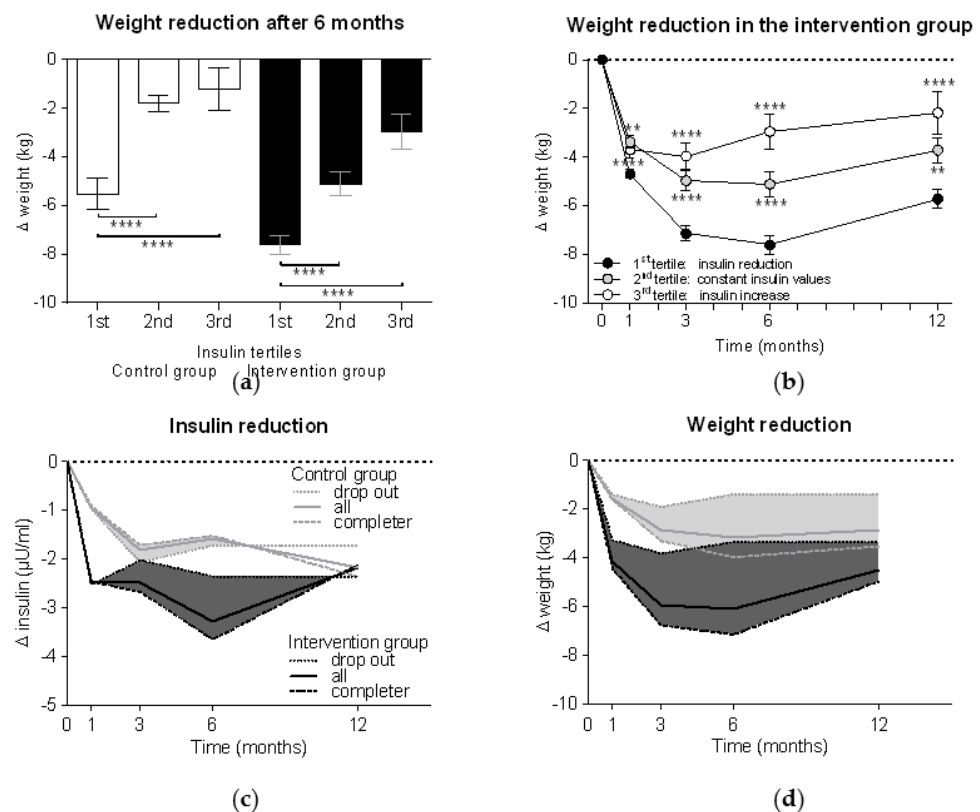 Weight reduction after 6 months
0
-2
-4
-6
-8
-10
Δ weight (kg)
****
****
****
****
1st 2nd 3rd 1st 2nd 3rd
Insulin tertiles
Control group Intervention group
(a)
Weight reduction in the intervention group
0
-2
-4
-6
-8
-10
Δ weight (kg)
**
****
****
****
****
****
****
**
1st tertile: insulin reduction
2nd tertile: constant insulin values
3rd tertile: insulin increase
0 1 3 6 12
Time (months)
(b)
Insulin reduction
0
-1
-2
-3
-4
-5
Δ insulin (µU/ml)
Control group
drop out
all
completer
Intervention group
drop out
all
completer
0 1 3 6 12
Time (months)
(c)
Weight reduction
0
-2
-4
-6
-8
-10
Δ weight (kg)
0 1 3 6 12
Time (months)
(d)